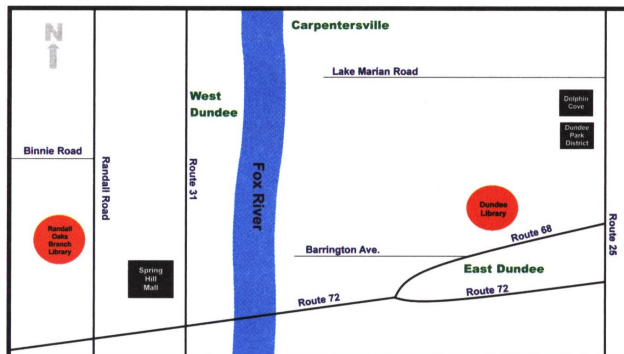 N
Carpentersville
Lake Marian Road
West
Dundee
Dolphin
Cove
Dundee
Park
District
Binnie Road
Randall Road
Route 31
Fox River
Dundee
Library
Randall
Oaks
Branch
Library
Route 68
Route 25
Barrington Ave.
East Dundee
Spring
Hill
Mall
Route 72
Route 72